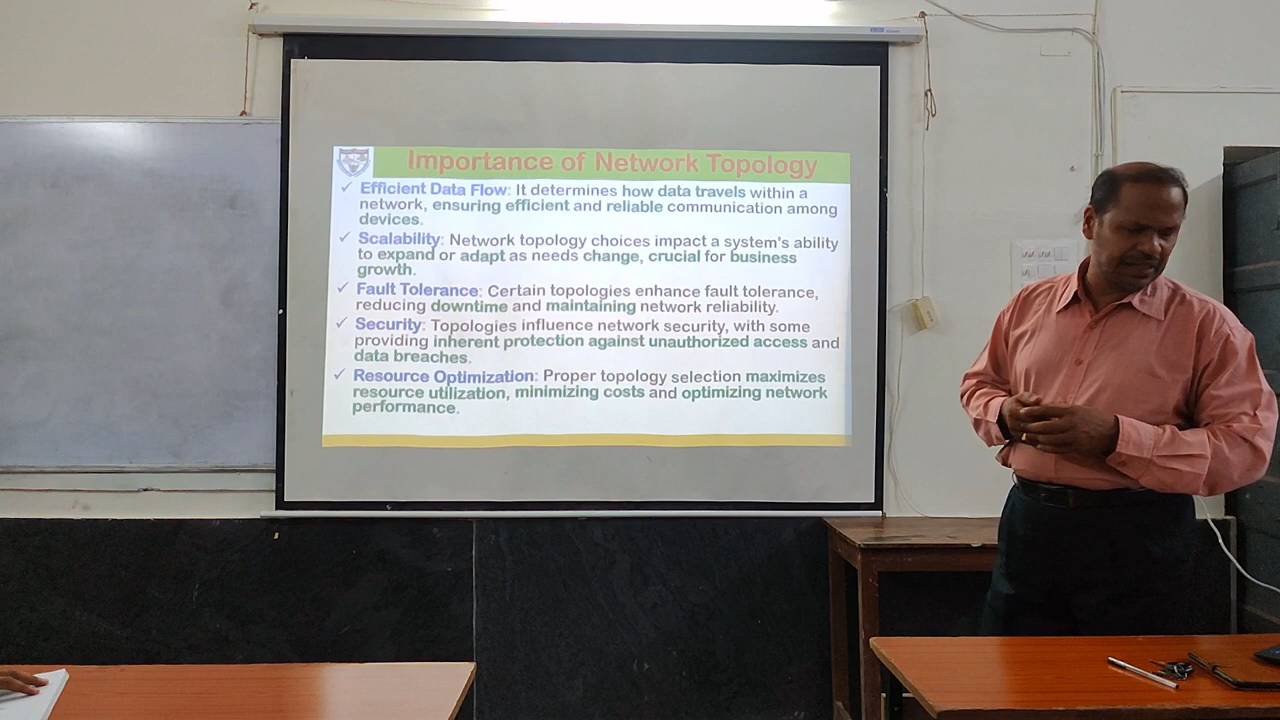 Importance of Network Topology
✓ Efficient Data Flow: It determines how data travels within a
network, ensuring efficient and reliable communication among
devices.
✓ Scalability: Network topology choices impact a system's ability
to expand or adapt as needs change, crucial for business
growth.
✓ Fault Tolerance: Certain topologies enhance fault tolerance,
reducing downtime and maintaining network reliability.
✓ Security: Topologies influence network security, with some
providing inherent protection against unauthorized access and
data breaches.
✓ Resource Optimization: Proper topology selection maximizes
resource utilization, minimizing costs and optimizing network
performance.